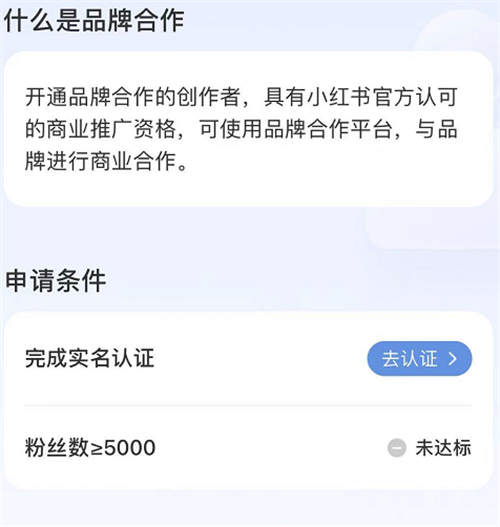 什么是品牌合作
开通品牌合作的创作者，具有小红书官方认可
的商业推广资格，可使用品牌合作平台，与品
牌进行商业合作。
申请条件
完成实名认证
去认证
粉丝数≥5000
未达标